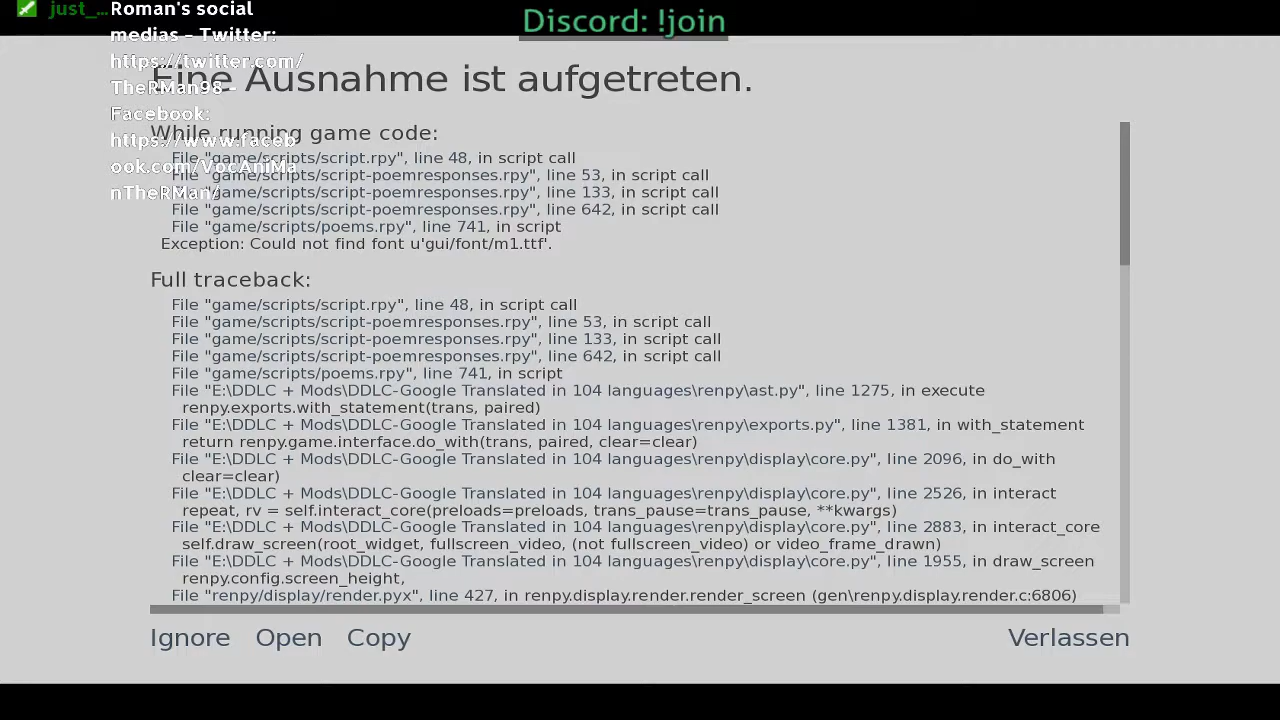 just_...
Roman's social
medias - Twitter:
https://twitter.com/
TheRMan98 -
Facebook:
https://www.faceb
ook.com/VocAniMa
nTheRMan/
Discord: !join
Eine Ausnahme ist aufgetreten.
While running game code:
File "game/scripts/script.rpy", line 48, in script call
File "game/scripts/script-poemresponses.rpy", line 53, in script call
File "game/scripts/script-poemresponses.rpy", line 133, in script call
File "game/scripts/script-poemresponses.rpy", line 642, in script call
File "game/scripts/poems.rpy", line 741, in script
Exception: Could not find font u'gui/font/m1.ttf'.
Full traceback:
File "game/scripts/script.rpy", line 48, in script call
File "game/scripts/script-poemresponses.rpy", line 53, in script call
File "game/scripts/script-poemresponses.rpy", line 133, in script call
File "game/scripts/script-poemresponses.rpy", line 642, in script call
File "game/scripts/poems.rpy", line 741, in script
File "E:\DDLC + Mods\DDLC-Google Translated in 104 languages\renpy\ast.py", line 1275, in execute
renpy.exports.with_statement(trans, paired)
File "E:\DDLC + Mods\DDLC-Google Translated in 104 languages\renpy\exports.py", line 1381, in with_statement
return renpy.game.interface.do_with(trans, paired, clear=clear)
File "E:\DDLC + Mods\DDLC-Google Translated in 104 languages\renpy\display\core.py", line 2096, in do_with
clear=clear)
File "E:\DDLC + Mods\DDLC-Google Translated in 104 languages\renpy\display\core.py", line 2526, in interact
repeat, rv = self.interact_core(preloads=preloads, trans_pause=trans_pause, **kwargs)
File "E:\DDLC + Mods\DDLC-Google Translated in 104 languages\renpy\display\core.py", line 2883, in interact_core
self.draw_screen(root_widget, fullscreen_video, (not fullscreen_video) or video_frame_drawn)
File "E:\DDLC + Mods\DDLC-Google Translated in 104 languages\renpy\display\core.py", line 1955, in draw_screen
renpy.config.screen_height,
File "renpy/display/render.pyx", line 427, in renpy.display.render.render_screen (gen\renpy.display.render.c:6806)
Ignore Open Copy Verlassen